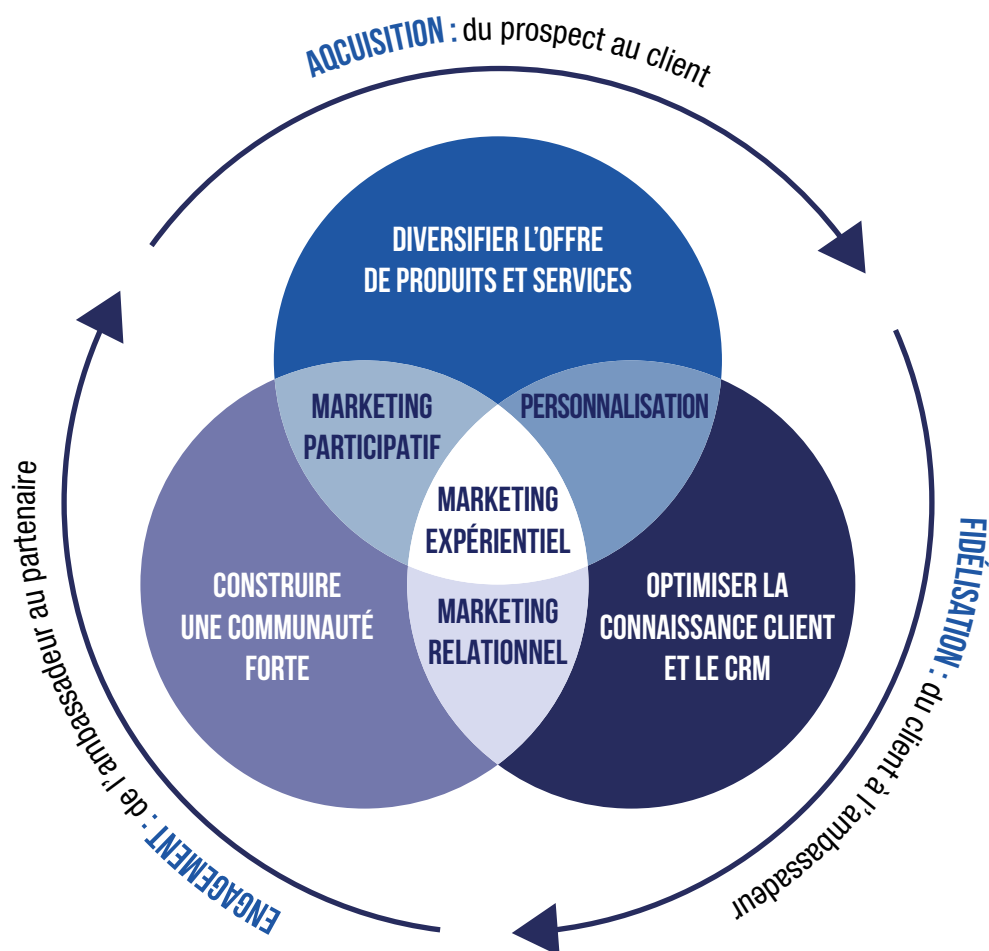 AQCUISITION : du prospect au client
DIVERSIFIER L'OFFRE
DE PRODUITS ET SERVICES
MARKETING
PARTICIPATIF
PERSONNALISATION
MARKETING
EXPÉRIENTIEL
CONSTRUIRE
UNE COMMUNAUTÉ
FORTE
MARKETING
RELATIONNEL
OPTIMISER LA
CONNAISSANCE CLIENT
ET LE CRM
FIDÉLISATION : du client à l'ambassadeur
ENGAGEMENT : de l'ambassadeur au partenaire